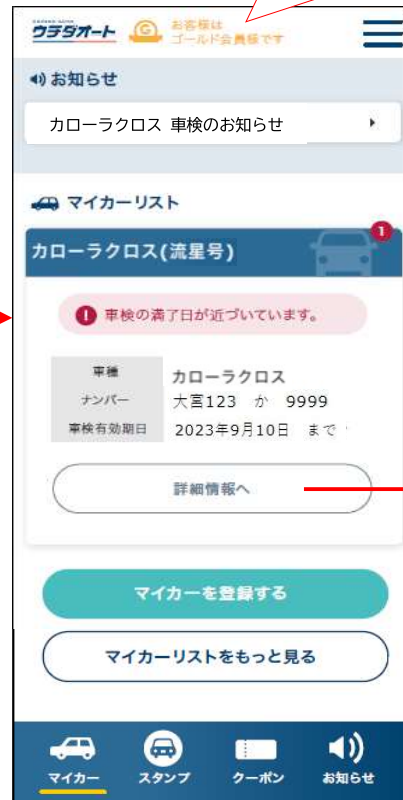 ウラタオート
G
お客様は
ゴールド会員様です
お知らせ
カローラクロス 車検のお知らせ
マイカーリスト
カローラクロス(流星号)
1
車検の満了日が近づいています。
車種 カローラクロス
ナンバー 大宮123 か 9999
車検有効期日 2023年9月10日 まで
詳細情報へ
マイカーを登録する
マイカーリストをもっと見る
マイカー スタンプ クーポン お知らせ